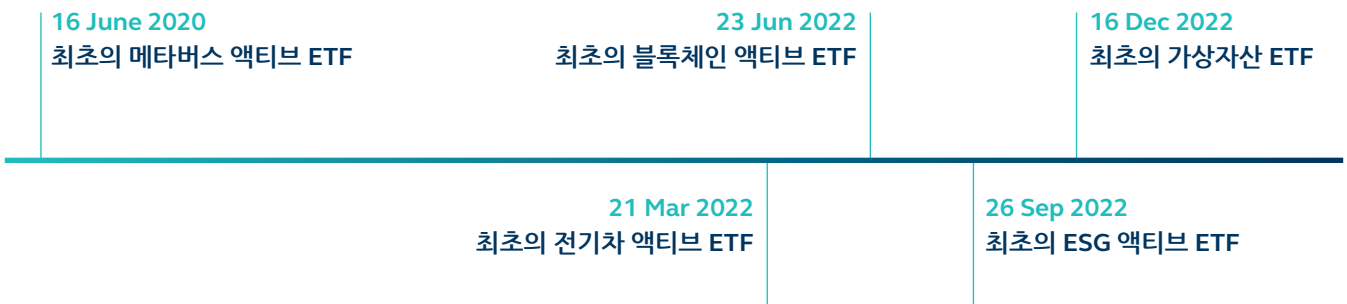 16 June 2020
최초의 메타버스 액티브 ETF
21 Mar 2022
최초의 전기차 액티브 ETF
23 Jun 2022
최초의 블록체인 액티브 ETF
26 Sep 2022
최초의 ESG 액티브 ETF
16 Dec 2022
최초의 가상자산 ETF